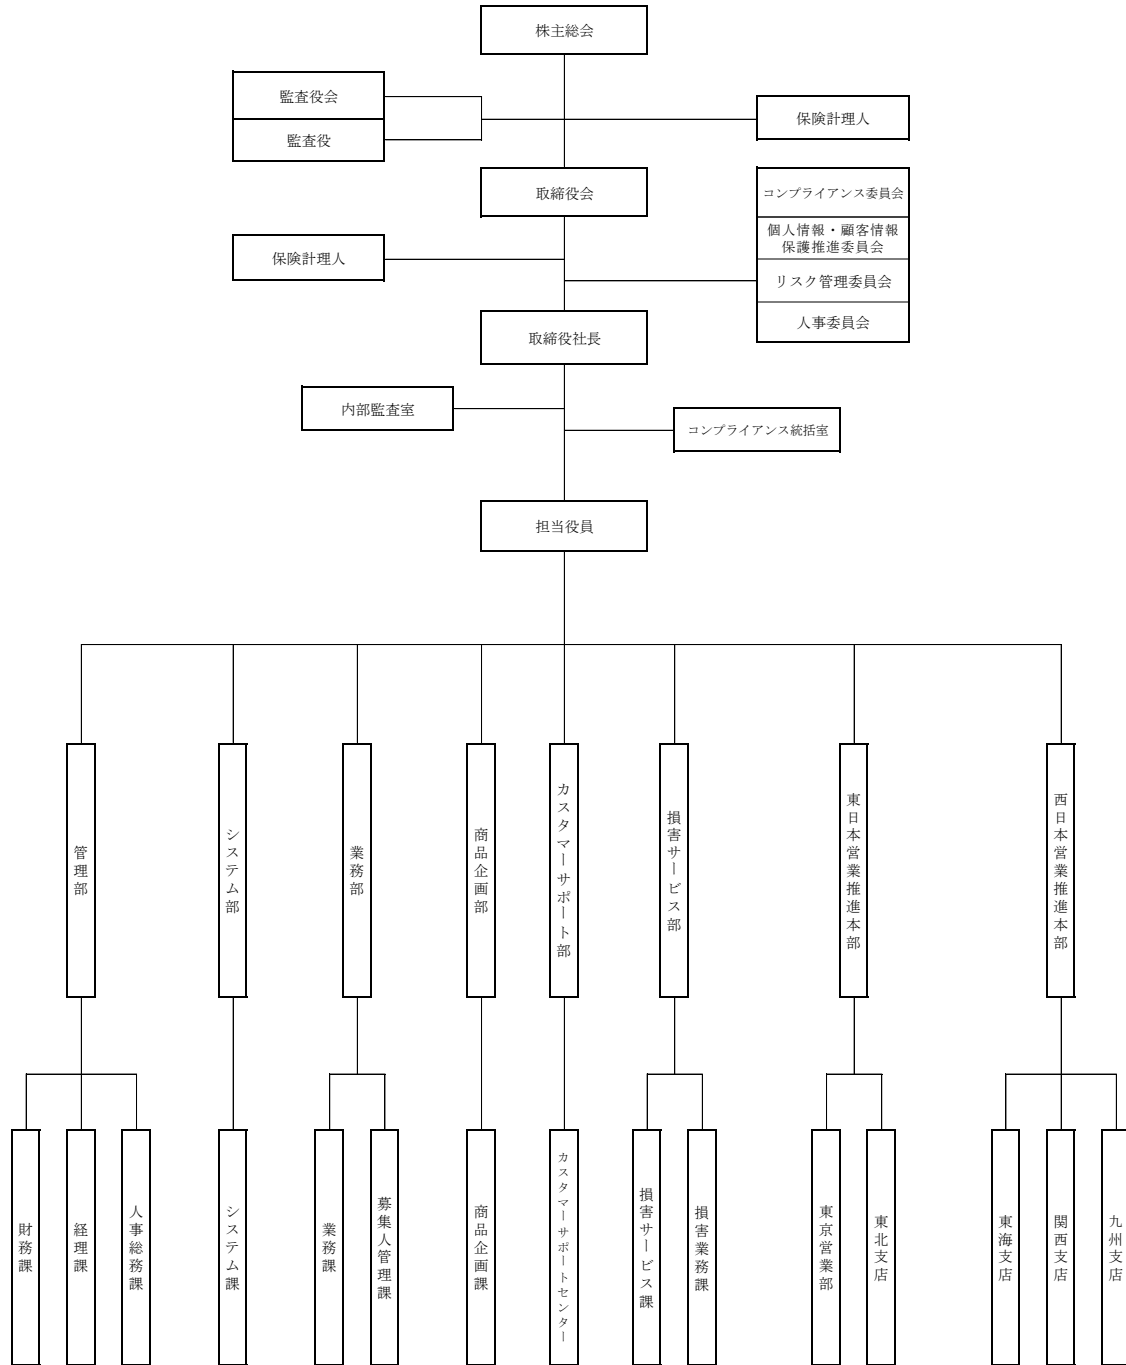 株主総会
監査役会
監査役
保険計理人
取締役会
コンプライアンス委員会
個人情報・顧客情報
保護推進委員会
保険計理人
リスク管理委員会
人事委員会
取締役社長
内部監査室
コンプライアンス統括室
担当役員
管理部
システム部
業務部
商品企画部
カスタマーサポート部
損害サービス部
東日本営業推進本部
西日本営業推進本部
財務課
経理課
人事総務課
システム課
業務課
募集人管理課
商品企画課
カスタマーサポートセンター
損害サービス課
損害業務課
東京営業部
東北支店
東海支店
関西支店
九州支店